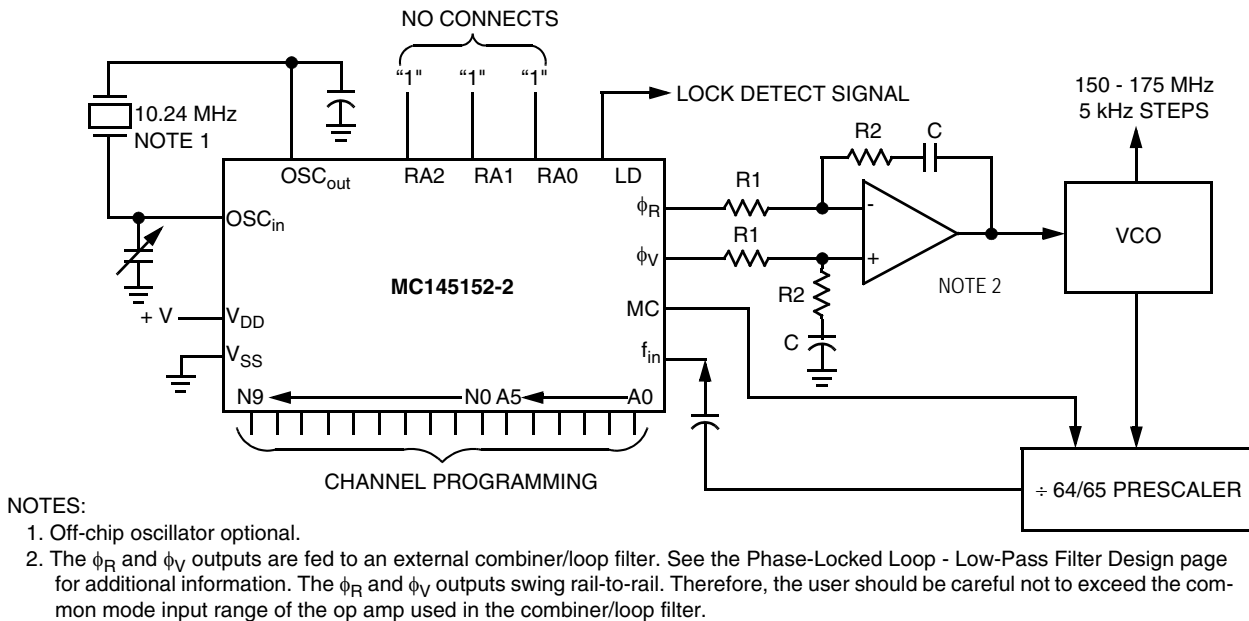 NO CONNECTS
“1" “1" “1"
10.24 MHz
NOTE 1
LOCK DETECT SIGNAL
150 - 175 MHz
5 kHz STEPS
R2 C
OSCout RA2 RA1 RA0 LD
OSCin
ϕR R1
ϕV R1
-
+
VCO
MC145152-2
NOTE 2
R2
C
MC
fin
+ V VDD
VSS
N9 N0 A5 A0
CHANNEL PROGRAMMING
÷ 64/65 PRESCALER
NOTES:
1. Off-chip oscillator optional.
2. The ϕR and ϕV outputs are fed to an external combiner/loop filter. See the Phase-Locked Loop - Low-Pass Filter Design page
for additional information. The ϕR and ϕV outputs swing rail-to-rail. Therefore, the user should be careful not to exceed the com-
mon mode input range of the op amp used in the combiner/loop filter.